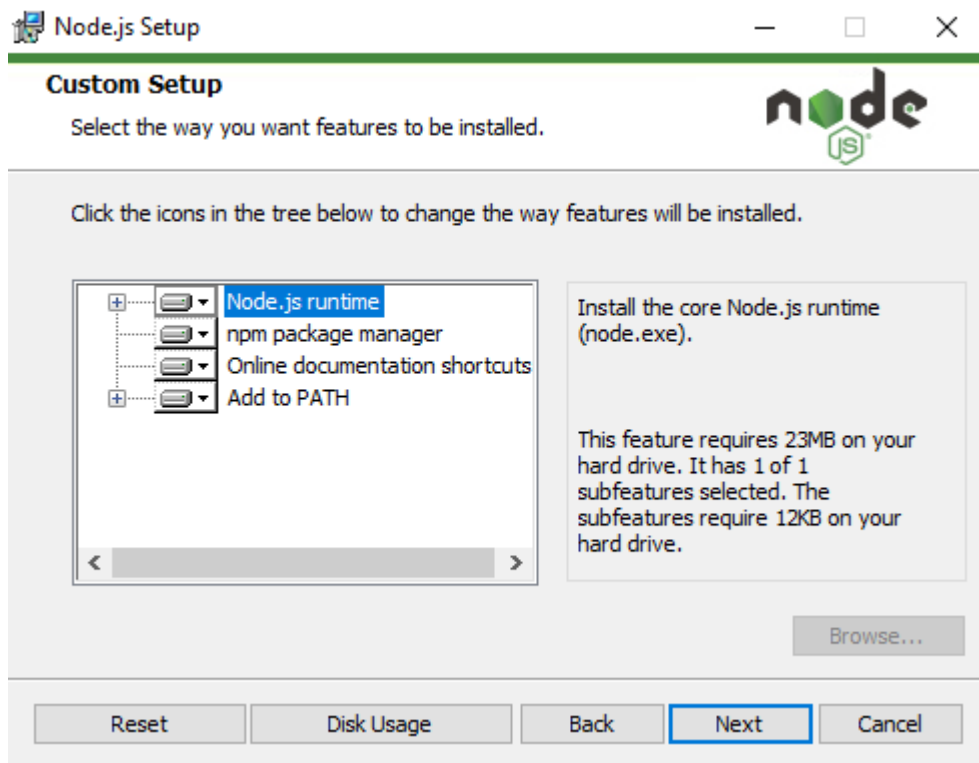 Node.js Setup
Custom Setup
Select the way you want features to be installed.
node
JS
Click the icons in the tree below to change the way features will be installed.
Node.js runtime
npm package manager
Online documentation shortcuts
Add to PATH
Install the core Node.js runtime
(node.exe).
This feature requires 23MB on your
hard drive. It has 1 of 1
subfeatures selected. The
subfeatures require 12KB on your
hard drive.
Browse...
Reset
Disk Usage
Back
Next
Cancel